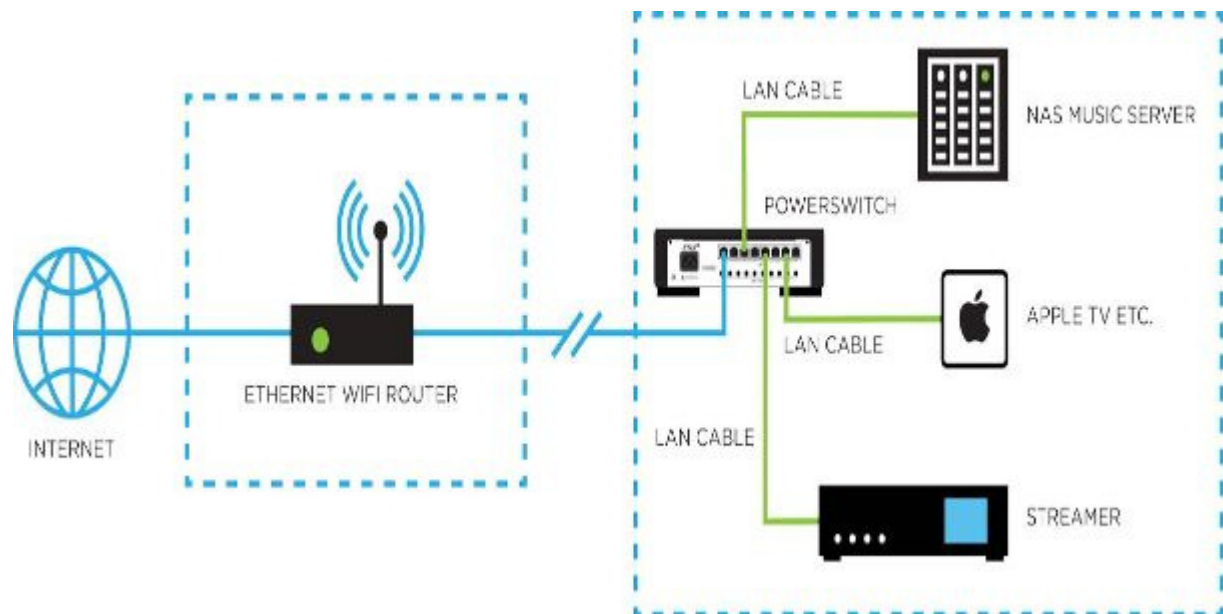 LAN CABLE
NAS MUSIC SERVER
POWERSWITCH
ETHERNET WIFI ROUTER
INTERNET
APPLE TV ETC.
LAN CABLE
LAN CABLE
STREAMER